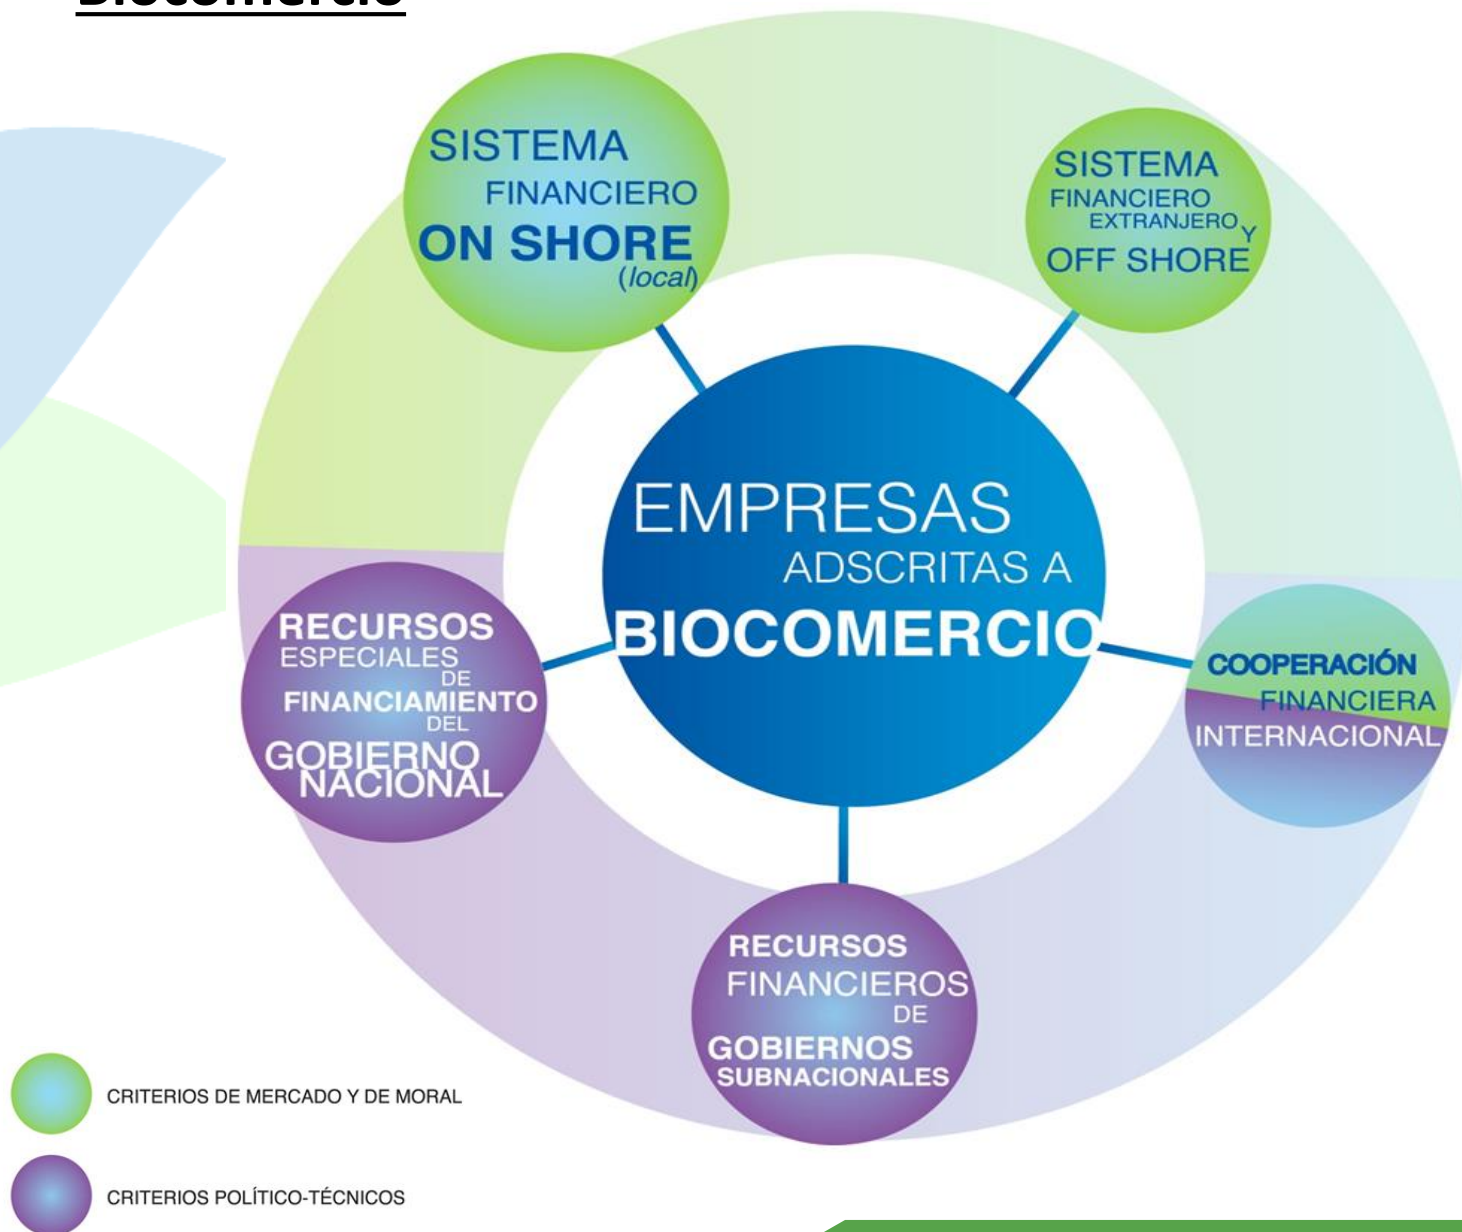 Biocomercio
SISTEMA
FINANCIERO
ON SHORE
(local)
SISTEMA
FINANCIERO
EXTRANJERO Y
OFF SHORE
EMPRESAS
ADSCRITAS A
BIOCOMERCIO
RECURSOS
ESPECIALES
DE
FINANCIAMIENTO
DEL
GOBIERNO
NACIONAL
COOPERACIÓN
FINANCIERA
INTERNACIONAL
RECURSOS
FINANCIEROS
DE
GOBIERNOS
SUBNACIONALES
CRITERIOS DE MERCADO Y DE MORAL
CRITERIOS POLÍTICO-TÉCNICOS